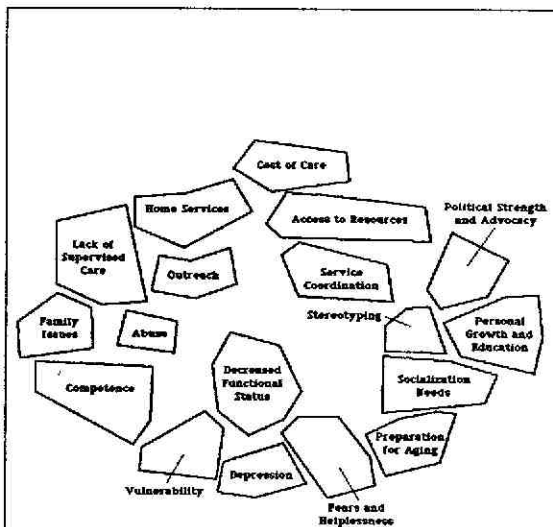 Cost of Care
Home Services
Access to Resources
Political Strength
and Advocacy
Lack of
Supervised
Care
Outreach
Service
Coordination
Stereotyping
Family
Issues
Abuse
Personal
Growth and
Education
Competence
Decreased
Functional
Status
Socialization
Needs
Preparation
for Aging
Vulnerability
Depression
Fears and
Helplessness